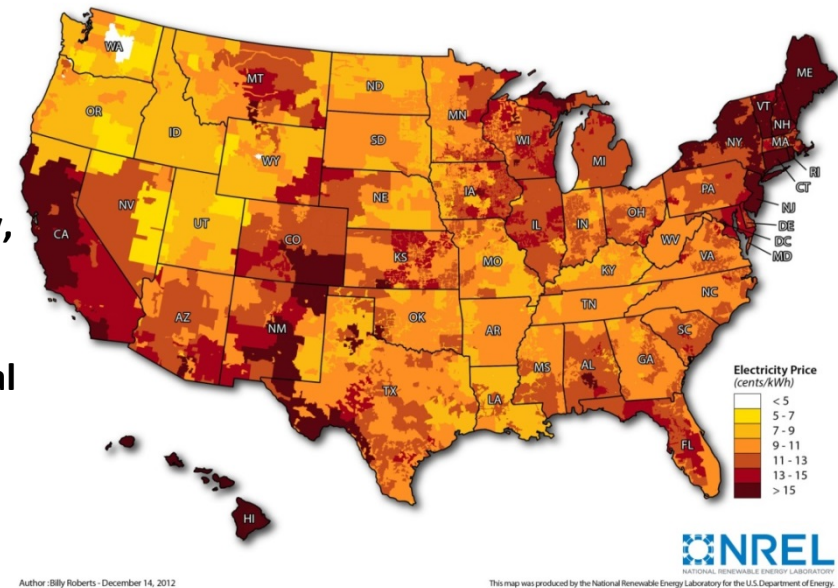 WA
MT
ND
MN
ME
VT
NH
OR
ID
SD
WI
NY
MA
WY
MI
RI
CT
NV
NE
IA
PA
NJ
UT
IL
IN
OH
DE
DC
MD
CA
CO
WV
VA
KS
MO
KY
NC
AZ
NM
OK
TN
AR
SC
MS
AL
GA
TX
LA
FL
HI
Electricity Price
(cents/kWh)
< 5
5 - 7
7 - 9
9 - 11
11 - 13
13 - 15
> 15
NREL
NATIONAL RENEWABLE ENERGY LABORATORY
Author : Billy Roberts - December 14, 2012
This map was produced by the National Renewable Energy Laboratory for the U.S. Department of Energy.